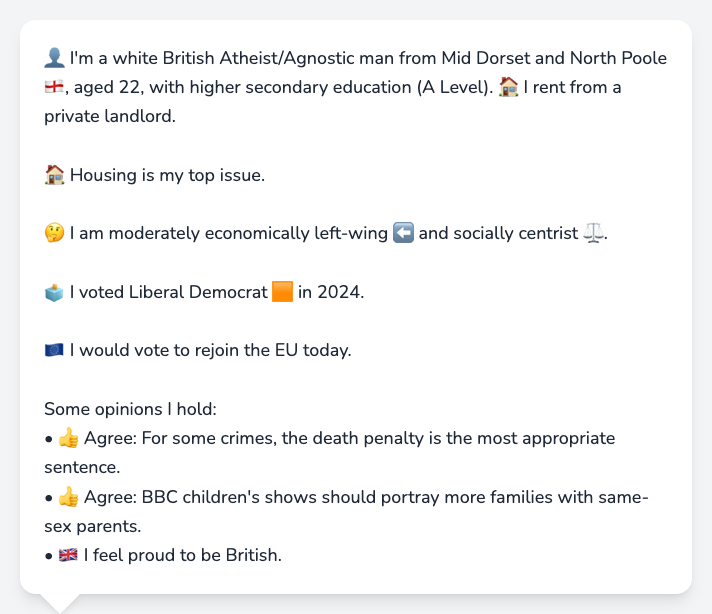 👤 I'm a white British Atheist/Agnostic man from Mid Dorset and North Poole
🏴󠁧󠁢󠁥󠁮󠁧󠁿, aged 22, with higher secondary education (A Level). 🏠 I rent from a
private landlord.
🏠 Housing is my top issue.
🤔 I am moderately economically left-wing ⬅️ and socially centrist ⚖️.
🗳️ I voted Liberal Democrat 🟧 in 2024.
🇪🇺 I would vote to rejoin the EU today.
Some opinions I hold:
• 👍 Agree: For some crimes, the death penalty is the most appropriate
sentence.
• 👍 Agree: BBC children's shows should portray more families with same-
sex parents.
• 🇬🇧 I feel proud to be British.